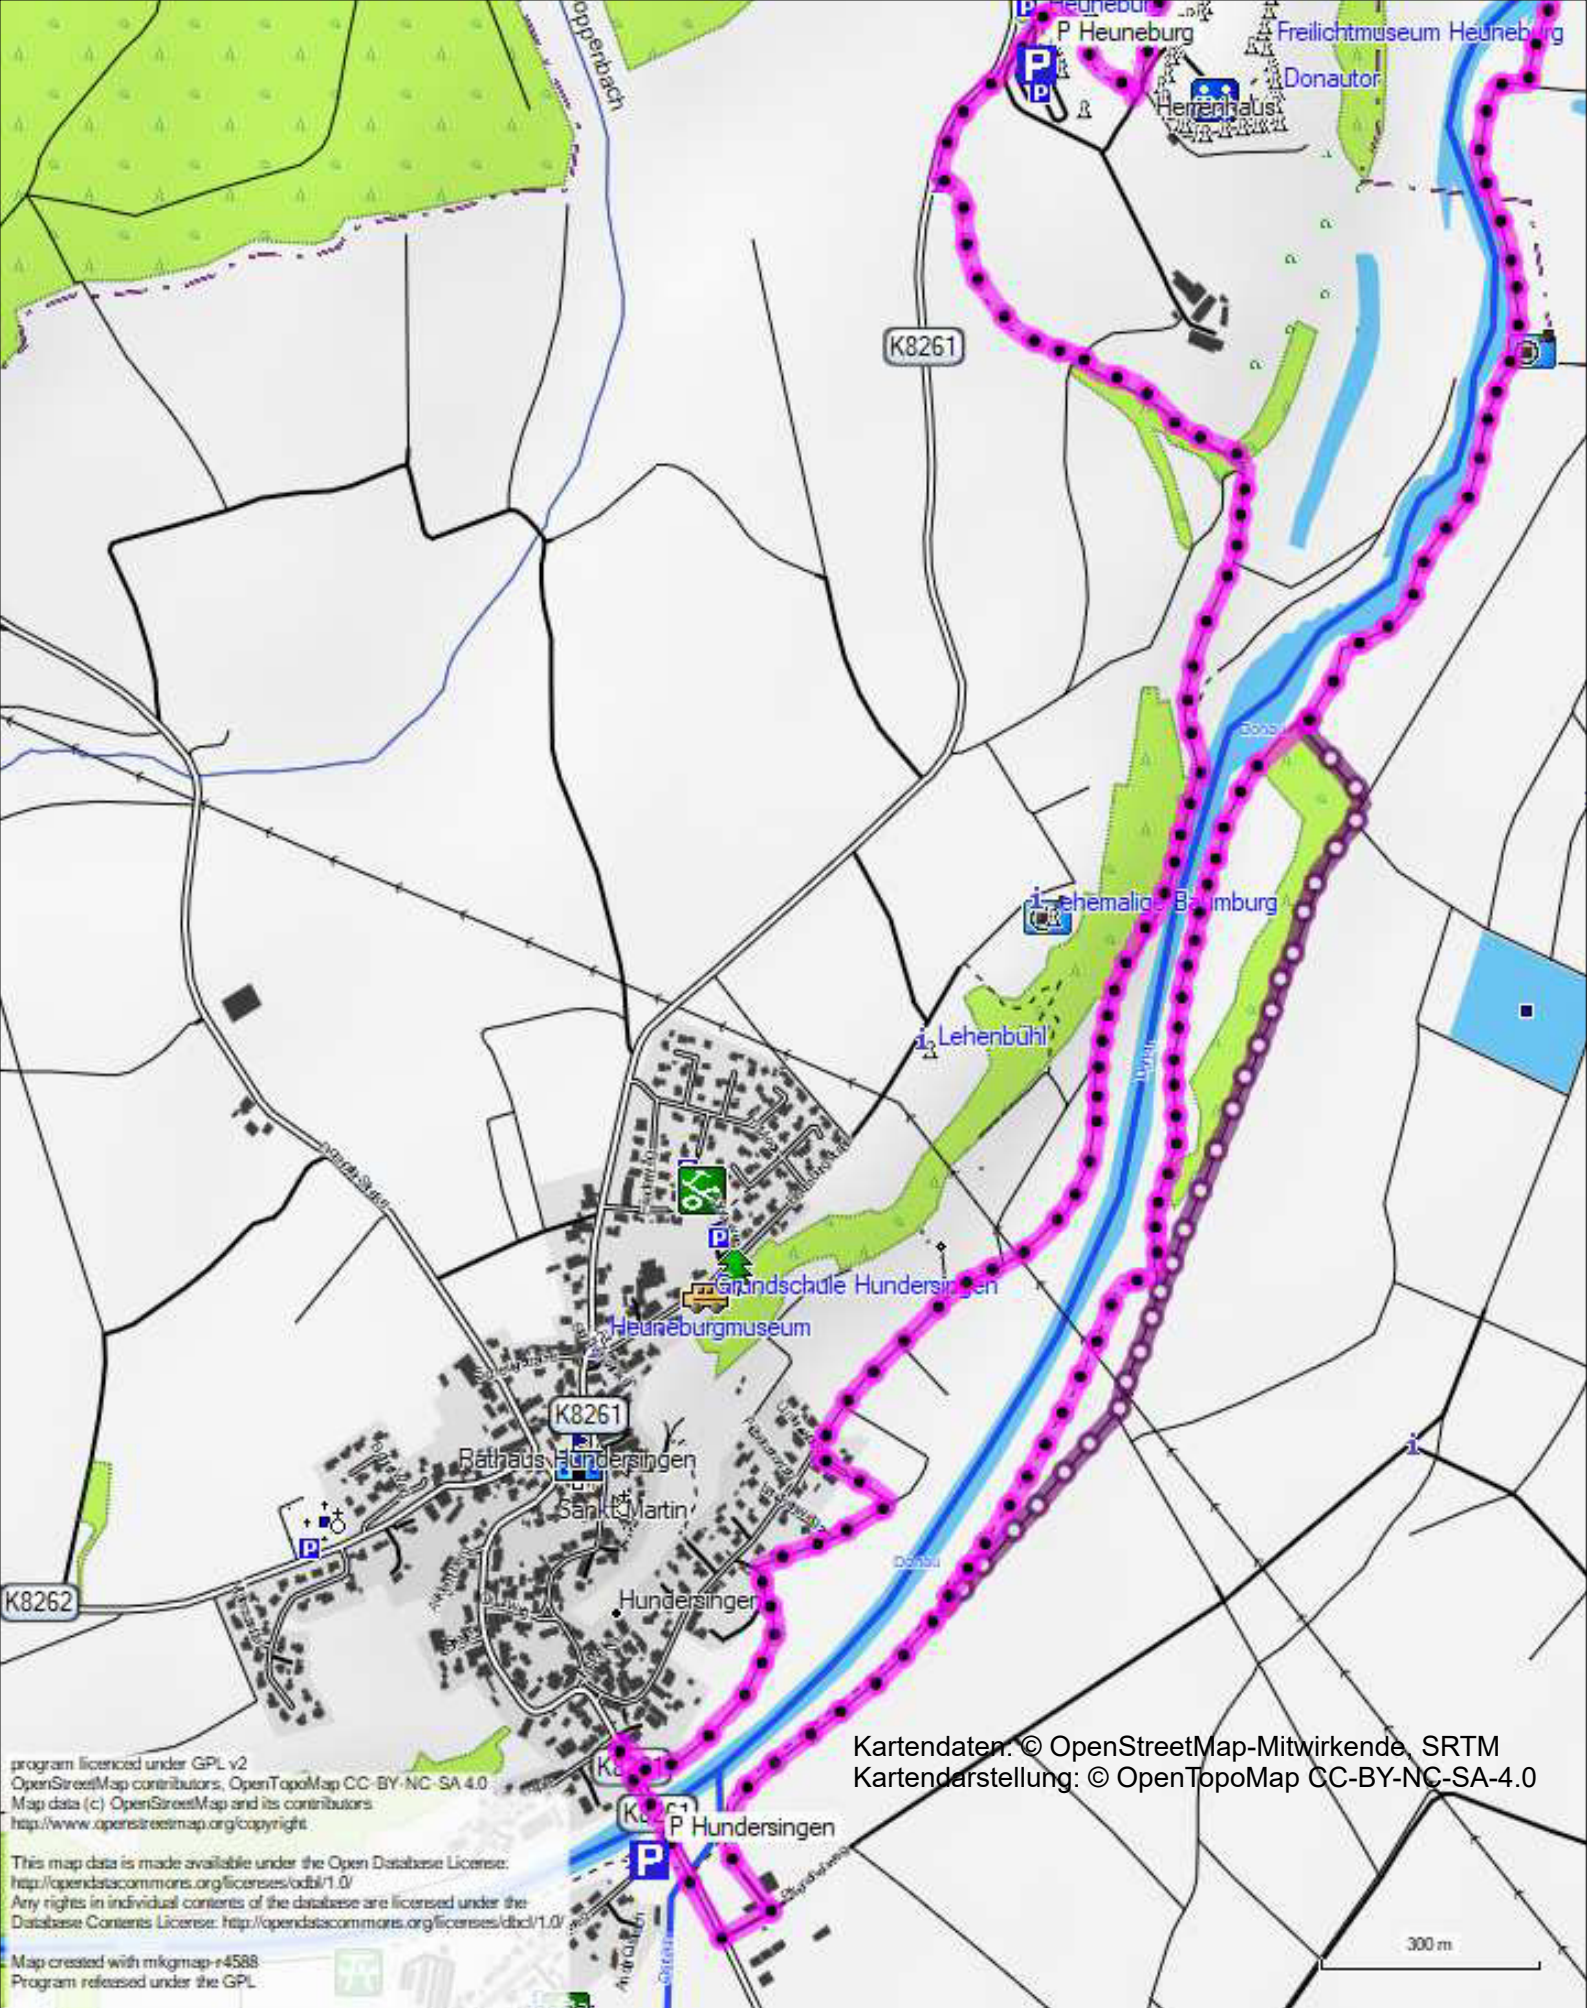 Heuneburg
P Heuneburg
Freilichtmuseum Heuneburg
Donautor
Herrenhaus
K8261
Donau
ehemalige Baumburg
Lehenbühl
Donau
Grundschule Hundersingen
Heuneburgmuseum
K8261
Rathaus Hundersingen
Sankt Martin
Donau
K8262
Hundersingen
Kartendaten: © OpenStreetMap-Mitwirkende, SRTM
Kartendarstellung: © OpenTopoMap CC-BY-NC-SA-4.0
P Hundersingen
program licenced under GPL v2
OpenStreetMap contributors, OpenTopoMap CC-BY-NC-SA 4.0
Map data (c) OpenStreetMap and its contributors
http://www.openstreetmap.org/copyright
This map data is made available under the Open Database License:
http://opendatacommons.org/licenses/odbl/1.0/
Any rights in individual contents of the database are licensed under the
Database Contents License: http://opendatacommons.org/licenses/dbcl/1.0/
Map created with mkgmap-r4588
Program released under the GPL
300 m